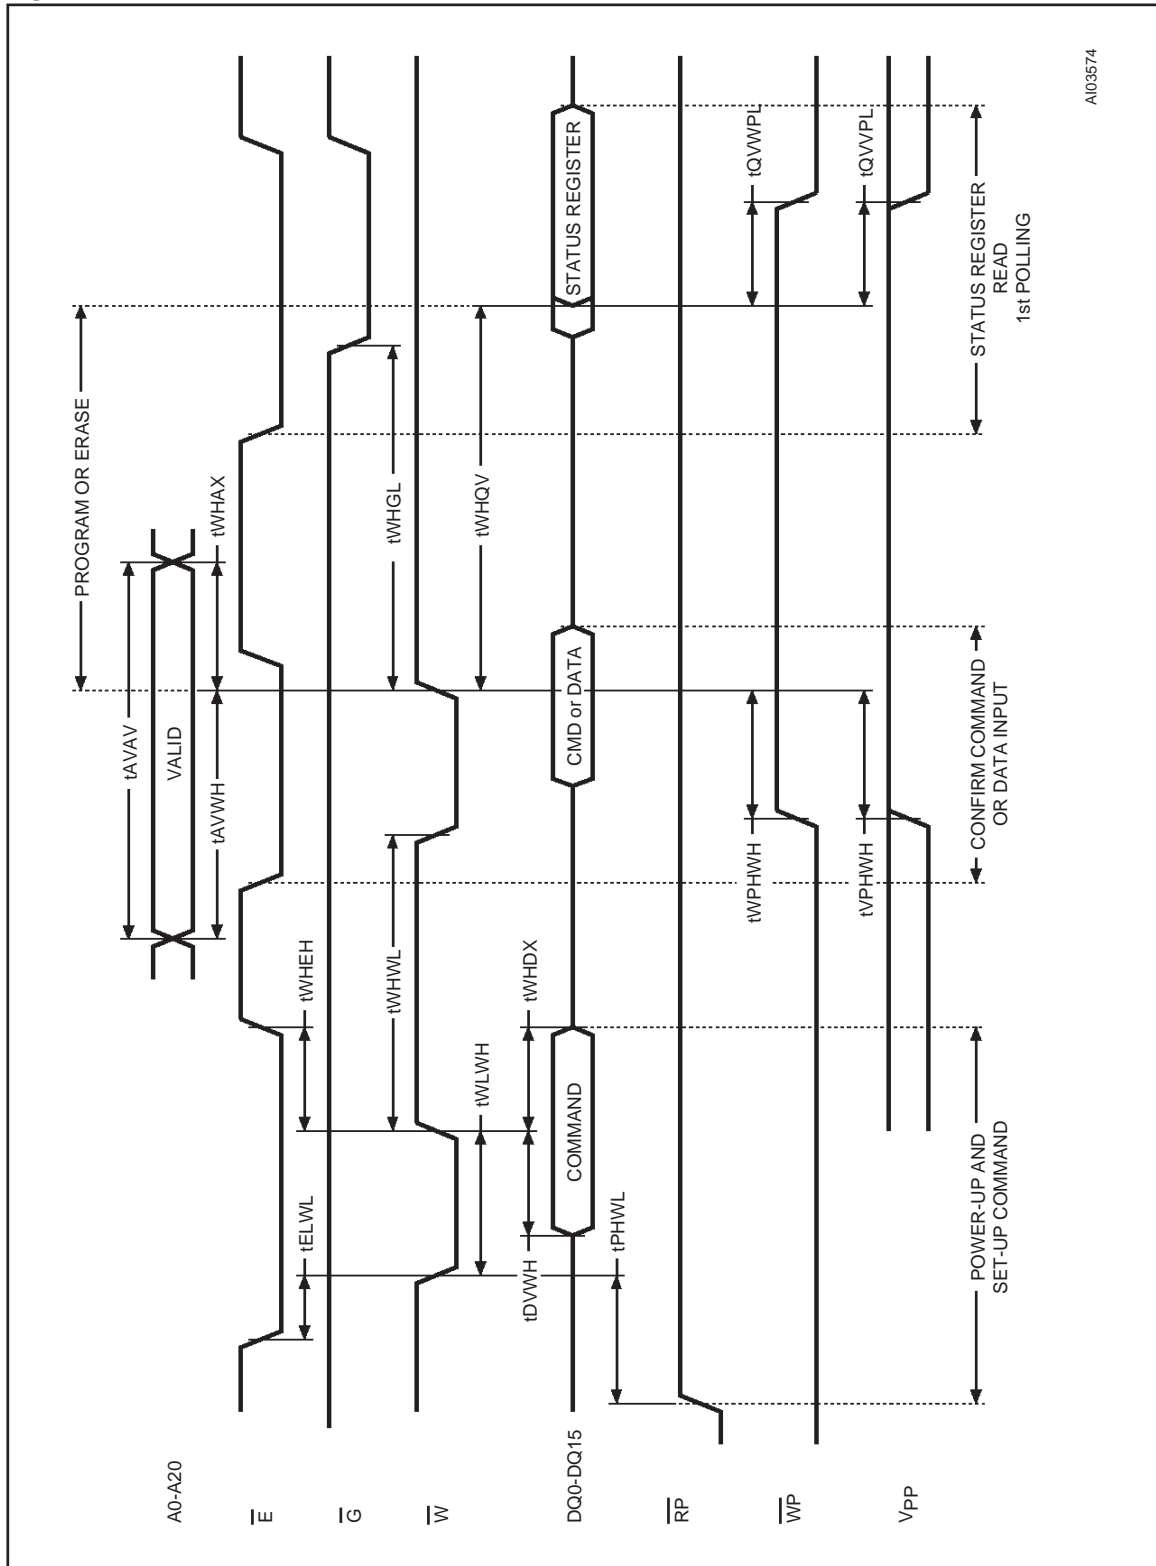 A0-A20
E
G
W
DQ0-DQ15
RP
WP
VPP
tAVAV
VALID
tAVWH
tWHAX
PROGRAM OR ERASE
tELWL
tWHEH
tWHWL
tWHGL
tWLWH
tWHQV
tDVWH
tWHDX
COMMAND
CMD or DATA
STATUS REGISTER
tPHWL
tWPHWH
tQVWPL
tVPHWH
tQVVPL
POWER-UP AND
SET-UP COMMAND
CONFIRM COMMAND
OR DATA INPUT
STATUS REGISTER
READ
1st POLLING
AI03574